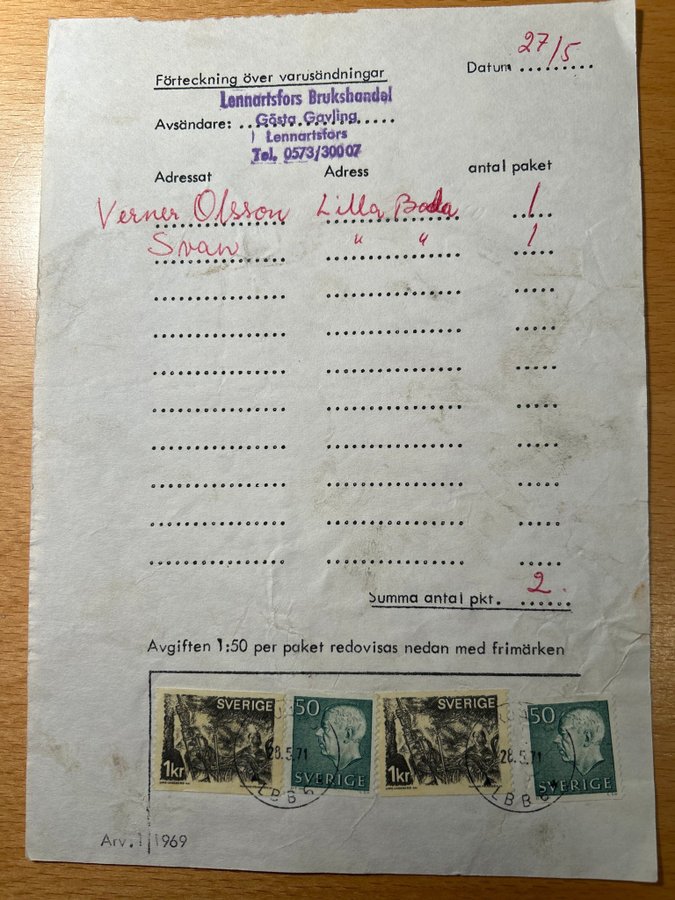 Datum 27/5
Förteckning över varusändningar
Lennartsfors Brukshandel
Avsändare: Gösta Gavling
Lennartsfors
Tel. 0573/30007
Adressat Adress antal paket
Verner Olsson Lilla Boda 1
Svan " " 1
Summa antal pkt. 2.
Avgiften 1:50 per paket redovisas nedan med frimärken
SVERIGE 50 SVERIGE 50
28.5.71 28.5.71
1kr SVERIGE 1kr SVERIGE
LBB LBB
Arv. 1 1969